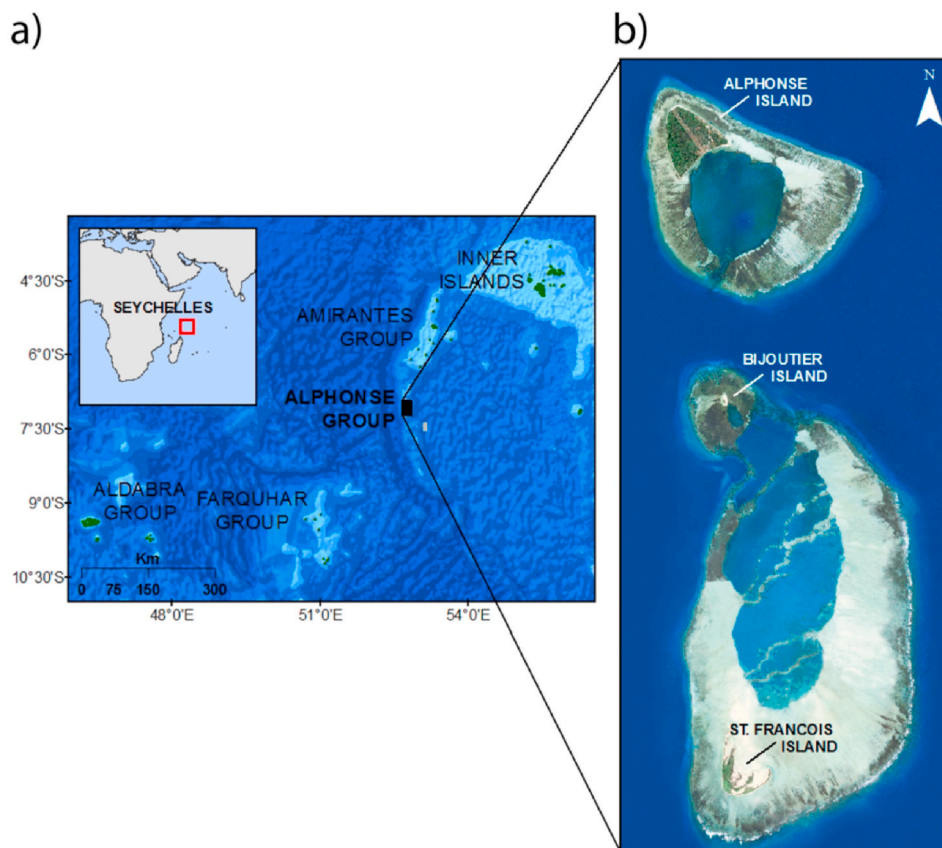 a)
b)
SEYCHELLES
INNER
ISLANDS
AMIRANTES
GROUP
ALPHONSE
GROUP
ALDABRA
GROUP
FARQUHAR
GROUP
Km
0 75 150 300
4°30'S
6°0'S
7°30'S
9°0'S
10°30'S
48°0'E 51°0'E 54°0'E
N
ALPHONSE
ISLAND
BIJOUTIER
ISLAND
ST. FRANCOIS
ISLAND